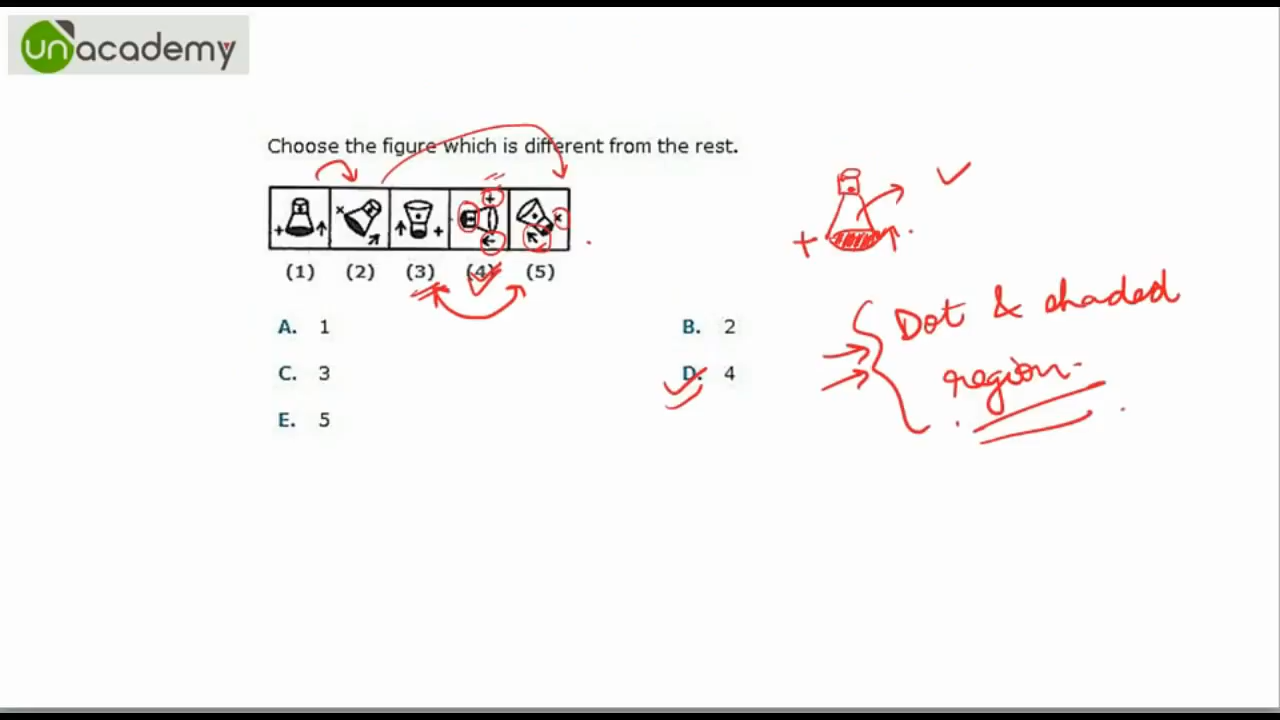 unacademy
Choose the figure which is different from the rest.
(1) (2) (3) (4) (5)
A. 1
B. 2
C. 3
D. 4
E. 5
Dot & shaded
region